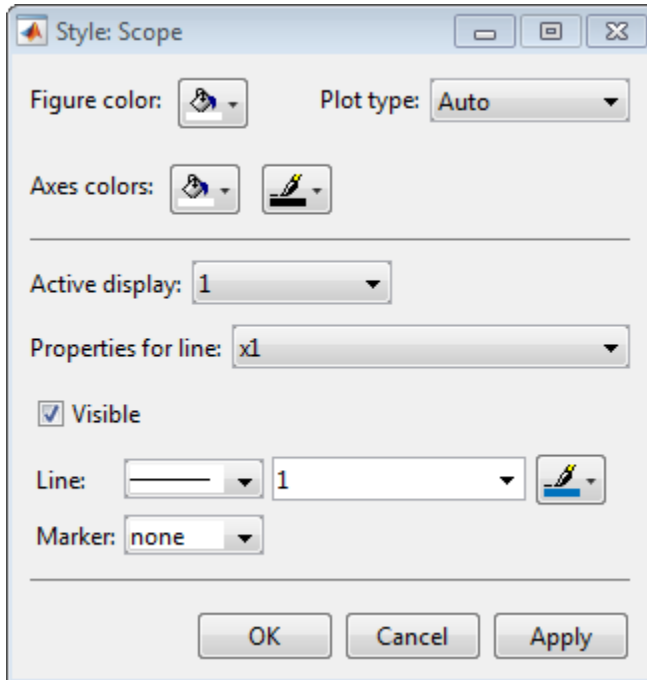 Style: Scope
Figure color: Plot type: Auto
Axes colors:
Active display: 1
Properties for line: x1
Visible
Line: 1
Marker: none
OK Cancel Apply